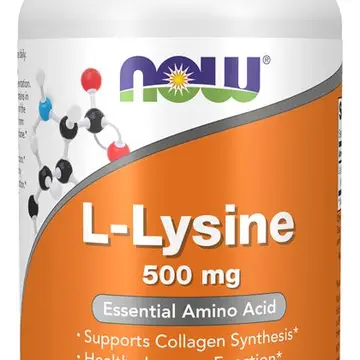 NOW®
L-Lysine
500 mg
Essential Amino Acid
• Supports Collagen Synthesis*